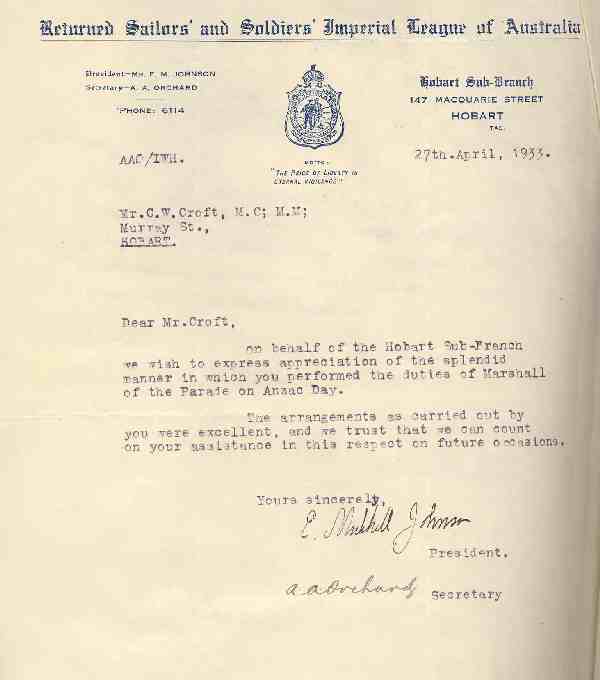 Returned Sailors' and Soldiers' Imperial League of Australia
President—Mr. E. M. JOHNSON
Secretary—A. A. ORCHARD
'PHONE: 6114
Hobart Sub-Branch
147 MACQUARIE STREET
HOBART
TAS.
MOTTO:
"THE PRICE OF LIBERTY IS
ETERNAL VIGILENCE"
AAO/IWH.
27th.April, 1933.
Mr.C.W.Croft, M.C; M.M;
Murray St.,
HOBART.
Dear Mr.Croft,
on behalf of the Hobart Sub-Branch
we wish to express appreciation of the splendid
manner in which you performed the duties of Marshall
of the Parade on Anzac Day.
The arrangements as carried out by
you were excellent, and we trust that we can count
on your assistance in this respect on future occasions.
Yours sincerely,
E. Mitchell Johnson
President.
A. A. Orchard
Secretary